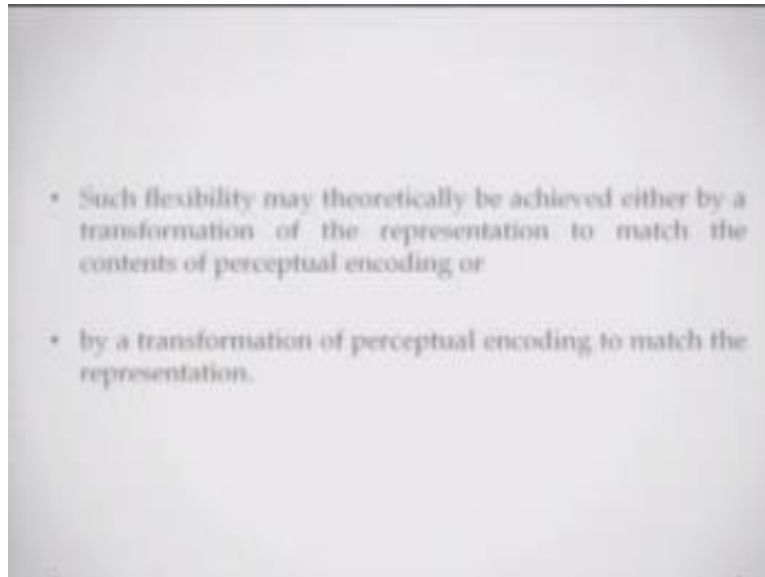 • Such flexibility may theoretically be achieved either by a
transformation of the representation to match the
contents of perceptual encoding or
• by a transformation of perceptual encoding to match the
representation.